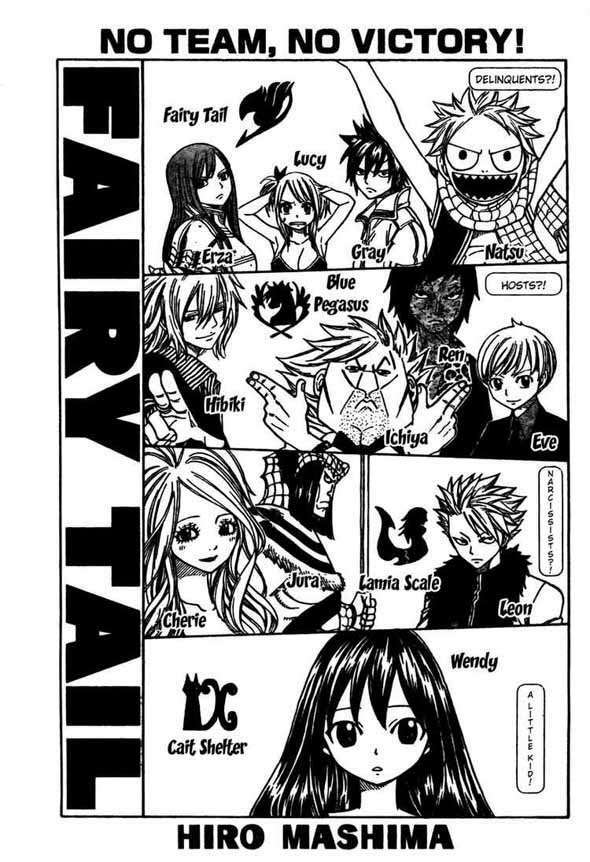 NO TEAM, NO VICTORY!
FAIRY TAIL
DELINQUENTS?!
Fairy Tail
Lucy
Erza
Gray
Natsu
Blue
Pegasus
HOSTS?!
Ren
Hibiki
Ichiya
Eve
NARCISSISTS?!
Jura
Lamia Scale
Cherie
Leon
Wendy
Cait Shelter
A
LITTLE
KID!
HIRO MASHIMA